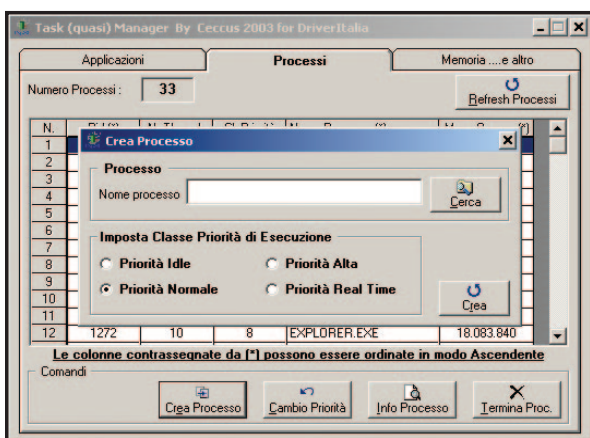 Task (quasi) Manager By Ceccus 2003 for DriverItalia
Applicazioni
Processi
Memoria ....e altro
Numero Processi :
33
Refresh Processi
N.
1
Crea Processo
2
Processo
3
Nome processo
4
Cerca
5
6
Imposta Classe Priorità di Esecuzione
7
8
Priorità Idle
Priorità Alta
9
Priorità Normale
Priorità Real Time
10
Crea
11
12
1272
10
8
EXPLORER.EXE
18.083.840
Le colonne contrassegnate da (*) possono essere ordinate in modo Ascendente
Comandi
Crea Processo
Cambio Priorità
Info Processo
Termina Proc.